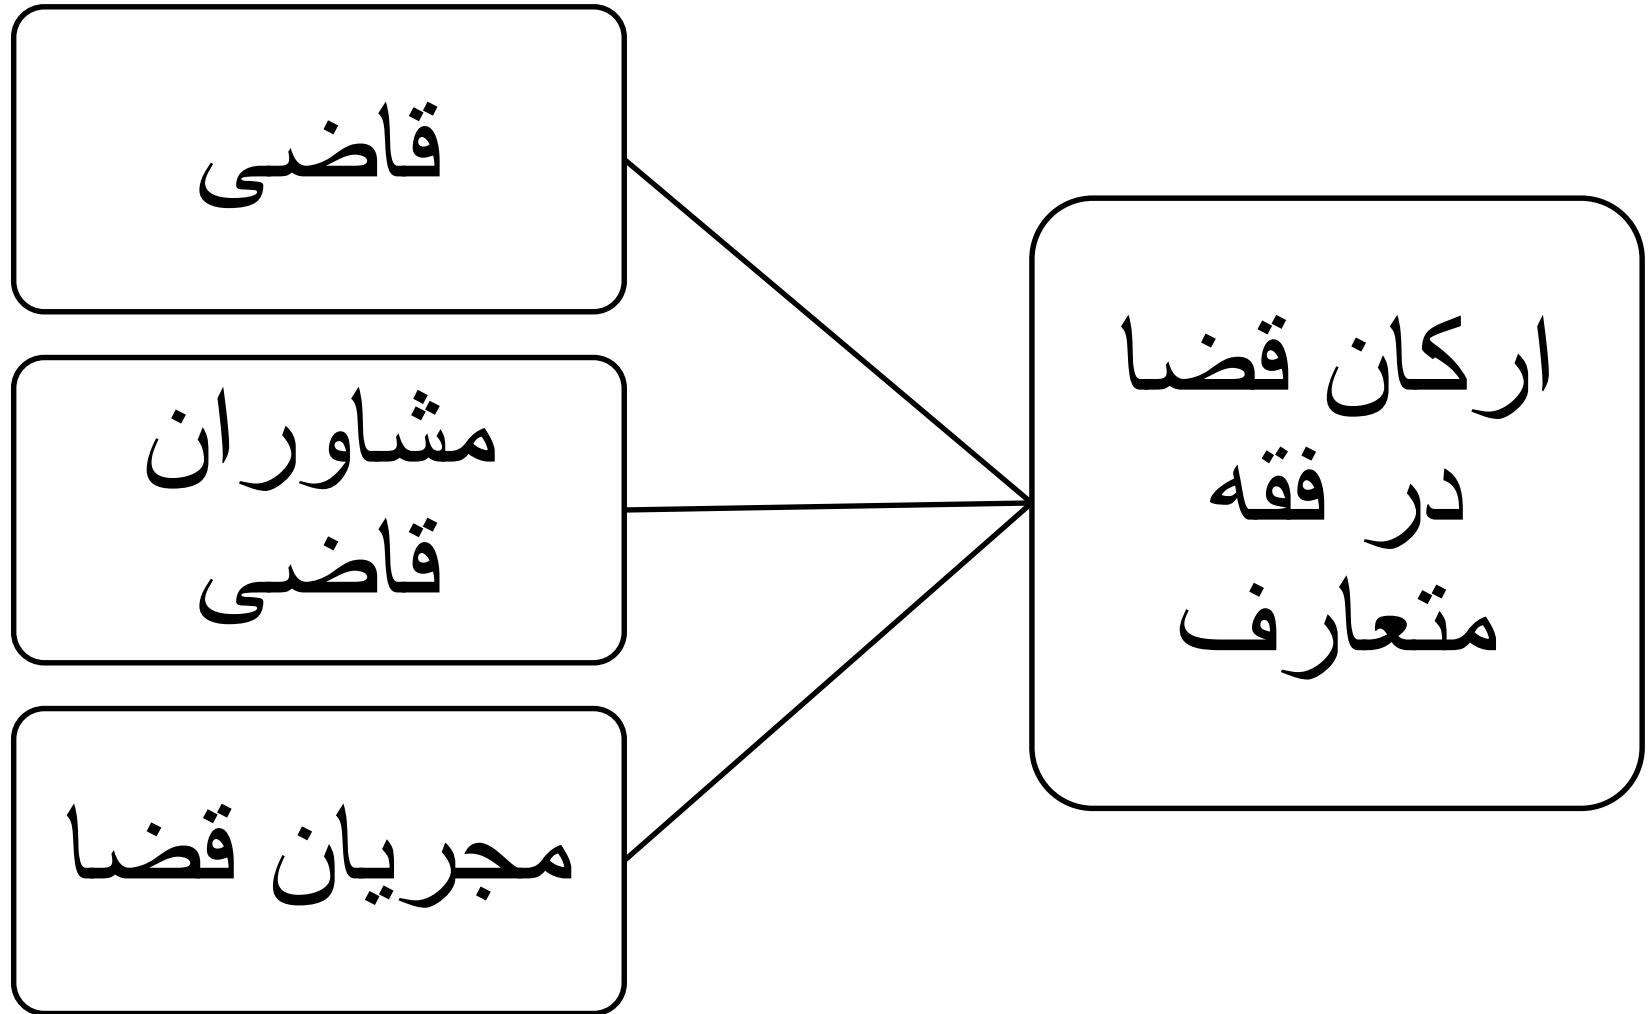 ارکان قضا
در فقه
متعارف
قاضی
مشاوران
قاضی
مجریان قضا